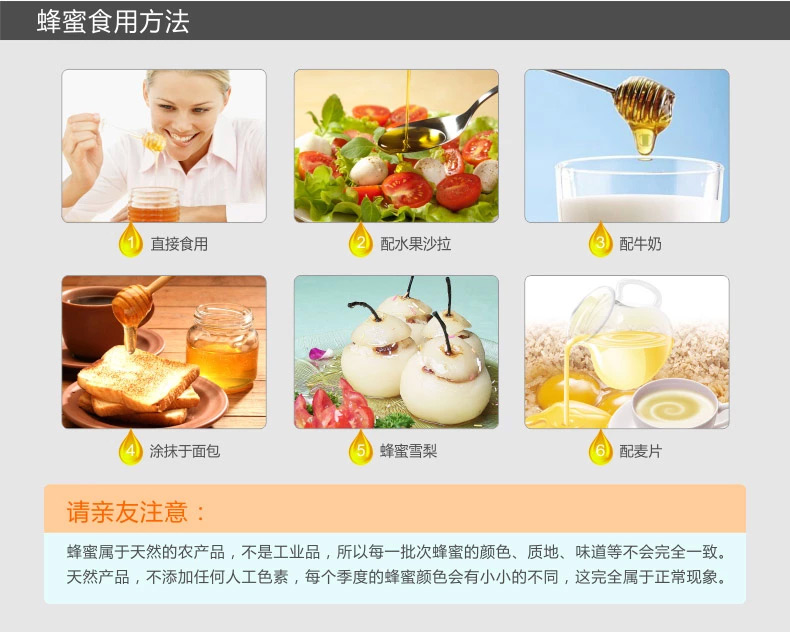 蜂蜜食用方法
1 直接食用
2 配水果沙拉
3 配牛奶
4 涂抹于面包
5 蜂蜜雪梨
6 配麦片
请亲友注意：
蜂蜜属于天然的农产品，不是工业品，所以每一批次蜂蜜的颜色、质地、味道等不会完全一致。
天然产品，不添加任何人工色素，每个季度的蜂蜜颜色会有小小的不同，这完全属于正常现象。